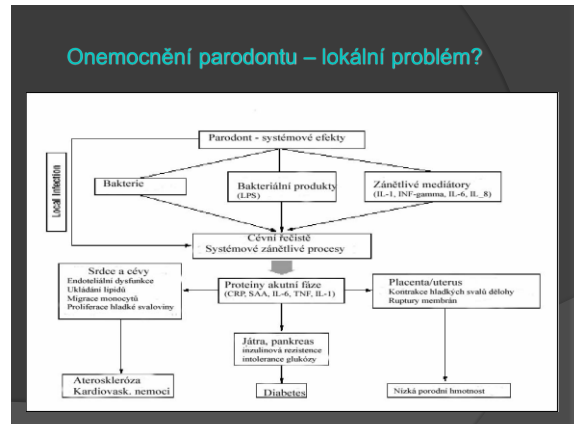 Onemocnění parodontu – lokální problém?
Parodont - systémové efekty
Local Infection
Bakterie
Bakteriální produkty
(LPS)
Zánětlivé mediátory
(IL-1, INF-gamma, IL-6, IL_8)
Cévní řečiště
Systémové zánětlivé procesy
Srdce a cévy
Endoteliální dysfunkce
Ukládání lipidů
Migrace monocytů
Proliferace hladké svaloviny
Proteiny akutní fáze
(CRP, SAA, IL-6, TNF, IL-1)
Placenta/uterus
Kontrakce hladkých svalů dělohy
Ruptury membrán
Játra, pankreas
inzulinová rezistence
intolerance glukózy
Ateroskleróza
Kardiovask. nemoci
Diabetes
Nízká porodní hmotnost